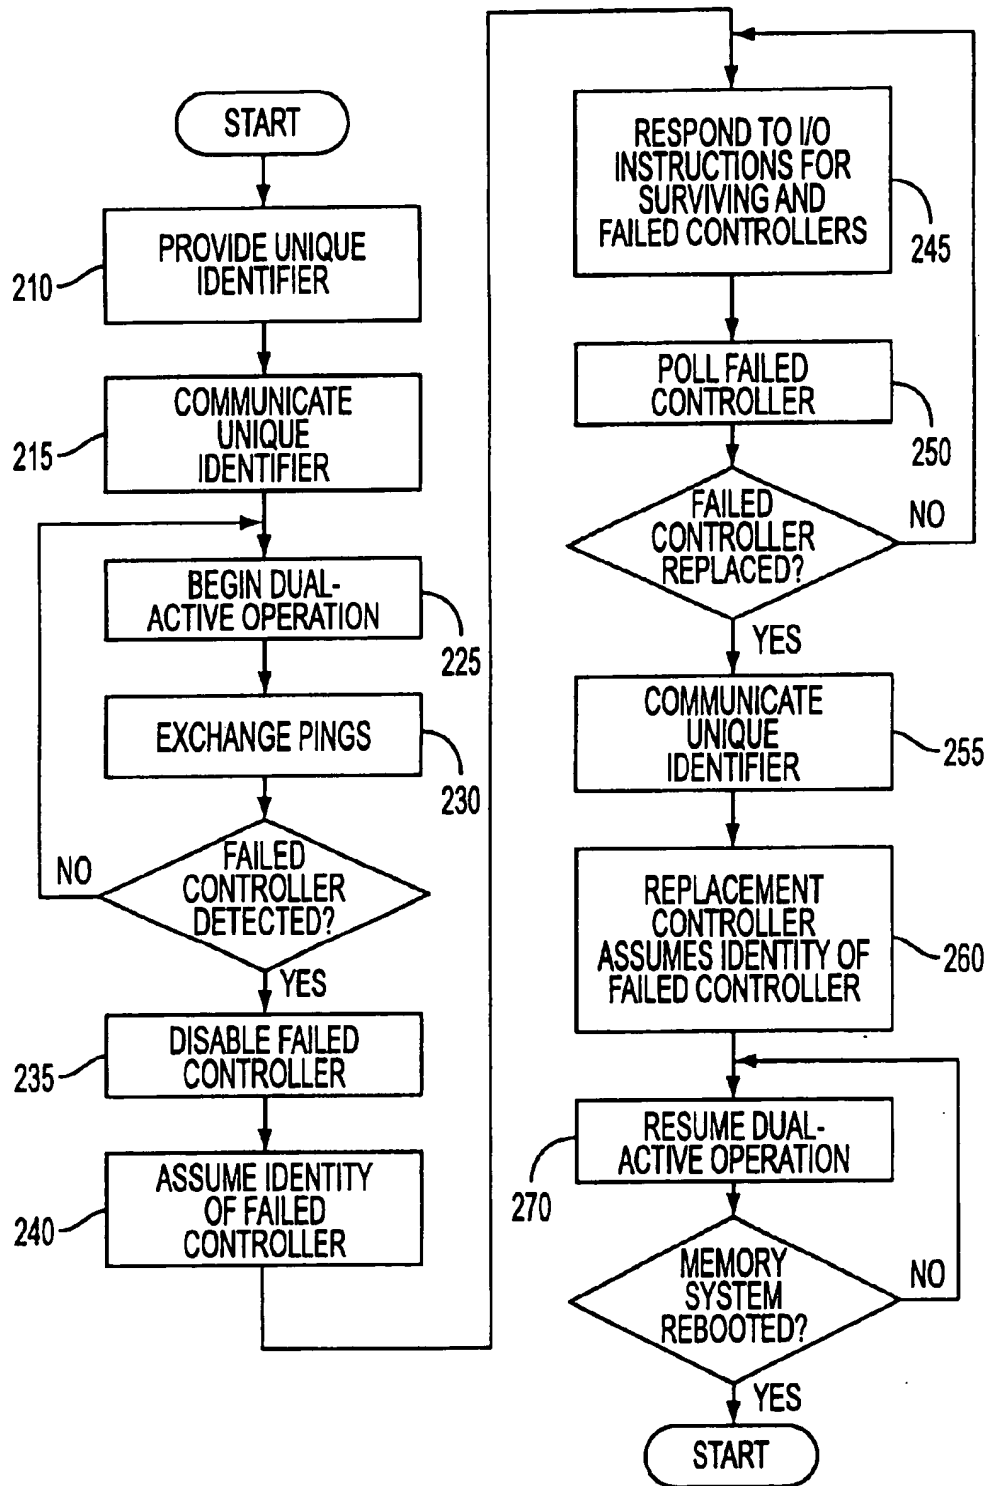 START
PROVIDE UNIQUE
IDENTIFIER
210
COMMUNICATE
UNIQUE
IDENTIFIER
215
BEGIN DUAL-
ACTIVE OPERATION
225
EXCHANGE PINGS
230
FAILED
CONTROLLER
DETECTED?
NO
YES
DISABLE FAILED
CONTROLLER
235
ASSUME IDENTITY
OF FAILED
CONTROLLER
240
RESPOND TO I/O
INSTRUCTIONS FOR
SURVIVING AND
FAILED CONTROLLERS
245
POLL FAILED
CONTROLLER
250
FAILED
CONTROLLER
REPLACED?
NO
YES
COMMUNICATE
UNIQUE
IDENTIFIER
255
REPLACEMENT
CONTROLLER
ASSUMES IDENTITY OF
FAILED CONTROLLER
260
RESUME DUAL-
ACTIVE OPERATION
270
MEMORY
SYSTEM
REBOOTED?
NO
YES
START